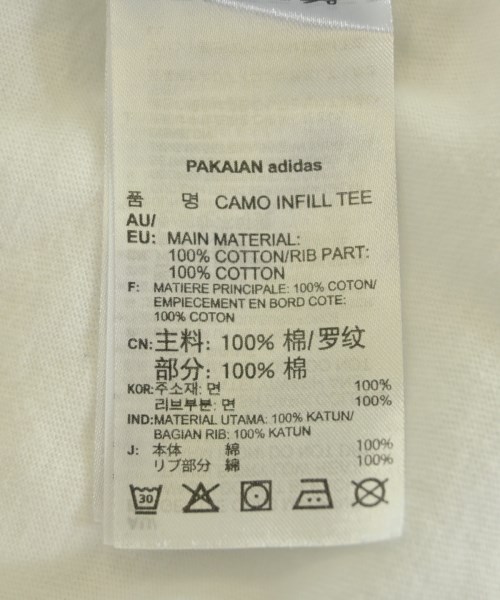 PAKAIAN adidas
품 명 CAMO INFILL TEE
AU/
EU: MAIN MATERIAL:
100% COTTON/RIB PART:
100% COTTON
F: MATIERE PRINCIPALE: 100% COTON/
EMPIECEMENT EN BORD COTE:
100% COTON
CN:主料: 100% 棉/罗纹
部分: 100% 棉
KOR:주소재: 면 100%
리브부분: 면 100%
IND:MATERIAL UTAMA: 100% KATUN/
BAGIAN RIB: 100% KATUN
J: 本体 綿 100%
リブ部分 綿 100%
30